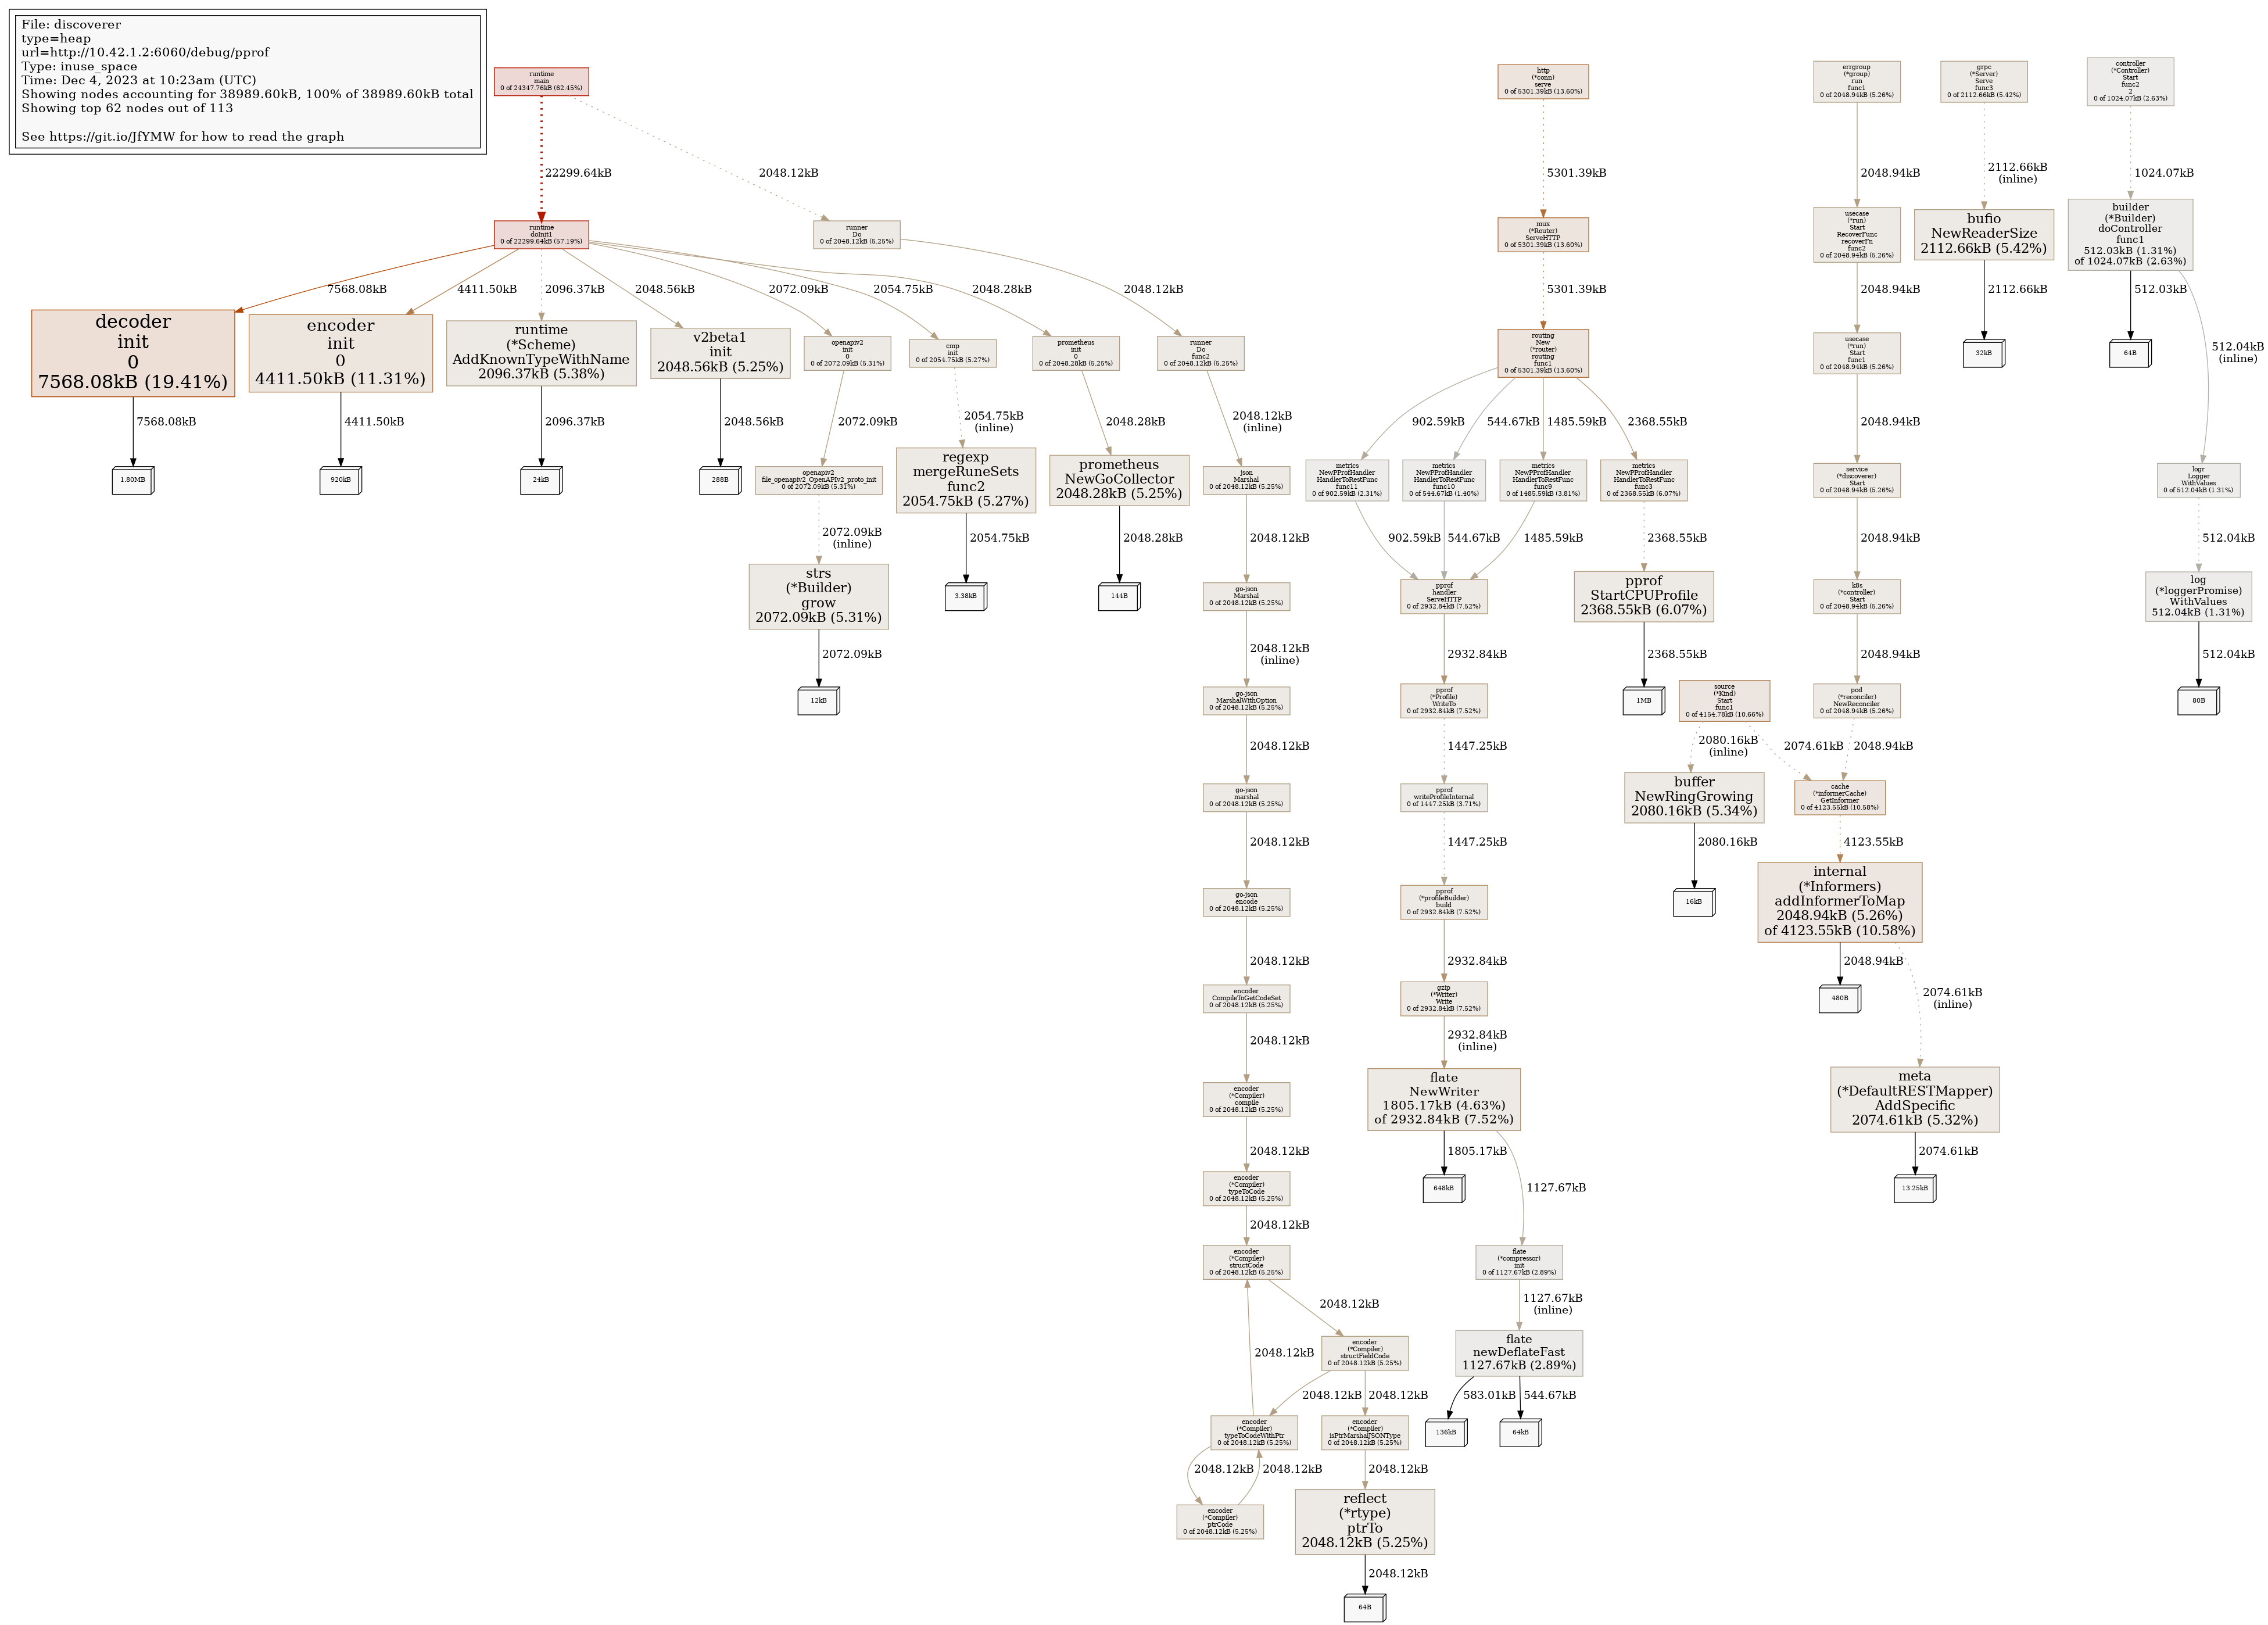 File: discoverer
type=heap
url=http://10.42.1.2:6060/debug/pprof
Type: inuse_space
Time: Dec 4, 2023 at 10:23am (UTC)
Showing nodes accounting for 38989.60kB, 100% of 38989.60kB total
Showing top 62 nodes out of 113
See https://git.io/JfYMW for how to read the graph
runtime
main
0 of 24347.76kB (62.45%)
http
(*conn)
serve
0 of 5301.39kB (13.60%)
errgroup
(*group)
run
func1
0 of 2048.94kB (5.26%)
grpc
(*Server)
Serve
func3
0 of 2112.66kB (5.42%)
controller
(*Controller)
Start
func2
2
0 of 1024.07kB (2.63%)
22299.64kB
2048.12kB
5301.39kB
2048.94kB
2112.66kB
(inline)
1024.07kB
runtime
doInit1
0 of 22299.64kB (57.19%)
runner
Do
0 of 2048.12kB (5.25%)
mux
(*Router)
ServeHTTP
0 of 5301.39kB (13.60%)
usecase
(*run)
Start
RecoverFunc
recoverFn
func2
0 of 2048.94kB (5.26%)
bufio
NewReaderSize
2112.66kB (5.42%)
builder
(*Builder)
doController
func1
512.03kB (1.31%)
of 1024.07kB (2.63%)
7568.08kB
4411.50kB
2096.37kB
2048.56kB
2072.09kB
2054.75kB
2048.28kB
2048.12kB
5301.39kB
2048.94kB
2112.66kB
512.03kB
512.04kB
(inline)
decoder
init
0
7568.08kB (19.41%)
encoder
init
0
4411.50kB (11.31%)
runtime
(*Scheme)
AddKnownTypeWithName
2096.37kB (5.38%)
v2beta1
init
2048.56kB (5.25%)
openapiv2
init
0
0 of 2072.09kB (5.31%)
cmp
init
0 of 2054.75kB (5.27%)
prometheus
init
0
0 of 2048.28kB (5.25%)
runner
Do
func2
0 of 2048.12kB (5.25%)
routing
New
(*router)
routing
func1
0 of 5301.39kB (13.60%)
usecase
(*run)
Start
func1
0 of 2048.94kB (5.26%)
32kB
64B
7568.08kB
4411.50kB
2096.37kB
2048.56kB
2072.09kB
2054.75kB
(inline)
2048.28kB
2048.12kB
(inline)
902.59kB
544.67kB
1485.59kB
2368.55kB
2048.94kB
1.80MB
920kB
24kB
288B
openapiv2
file_openapiv2_OpenAPIv2_proto_init
0 of 2072.09kB (5.31%)
regexp
mergeRuneSets
func2
2054.75kB (5.27%)
prometheus
NewGoCollector
2048.28kB (5.25%)
json
Marshal
0 of 2048.12kB (5.25%)
metrics
NewPProfHandler
HandlerToRestFunc
func11
0 of 902.59kB (2.31%)
metrics
NewPProfHandler
HandlerToRestFunc
func10
0 of 544.67kB (1.40%)
metrics
NewPProfHandler
HandlerToRestFunc
func9
0 of 1485.59kB (3.81%)
metrics
NewPProfHandler
HandlerToRestFunc
func3
0 of 2368.55kB (6.07%)
service
(*discoverer)
Start
0 of 2048.94kB (5.26%)
logr
Logger
WithValues
0 of 512.04kB (1.31%)
2072.09kB
(inline)
2054.75kB
2048.28kB
2048.12kB
902.59kB
544.67kB
1485.59kB
2368.55kB
2048.94kB
512.04kB
strs
(*Builder)
grow
2072.09kB (5.31%)
3.38kB
144B
go-json
Marshal
0 of 2048.12kB (5.25%)
pprof
handler
ServeHTTP
0 of 2932.84kB (7.52%)
pprof
StartCPUProfile
2368.55kB (6.07%)
k8s
(*controller)
Start
0 of 2048.94kB (5.26%)
log
(*loggerPromise)
WithValues
512.04kB (1.31%)
2072.09kB
2048.12kB
(inline)
2932.84kB
2368.55kB
2048.94kB
512.04kB
12kB
go-json
MarshalWithOption
0 of 2048.12kB (5.25%)
pprof
(*Profile)
WriteTo
0 of 2932.84kB (7.52%)
1MB
source
(*Kind)
Start
func1
0 of 4154.78kB (10.66%)
pod
(*reconciler)
NewReconciler
0 of 2048.94kB (5.26%)
80B
2048.12kB
1447.25kB
2080.16kB
(inline)
2074.61kB
2048.94kB
go-json
marshal
0 of 2048.12kB (5.25%)
pprof
writeProfileInternal
0 of 1447.25kB (3.71%)
buffer
NewRingGrowing
2080.16kB (5.34%)
cache
(*informerCache)
GetInformer
0 of 4123.55kB (10.58%)
2048.12kB
1447.25kB
2080.16kB
4123.55kB
go-json
encode
0 of 2048.12kB (5.25%)
pprof
(*profileBuilder)
build
0 of 2932.84kB (7.52%)
16kB
internal
(*Informers)
addInformerToMap
2048.94kB (5.26%)
of 4123.55kB (10.58%)
2048.12kB
2932.84kB
2048.94kB
2074.61kB
(inline)
encoder
CompileToGetCodeSet
0 of 2048.12kB (5.25%)
gzip
(*Writer)
Write
0 of 2932.84kB (7.52%)
480B
2048.12kB
2932.84kB
(inline)
encoder
(*Compiler)
compile
0 of 2048.12kB (5.25%)
flate
NewWriter
1805.17kB (4.63%)
of 2932.84kB (7.52%)
meta
(*DefaultRESTMapper)
AddSpecific
2074.61kB (5.32%)
2048.12kB
1805.17kB
1127.67kB
2074.61kB
encoder
(*Compiler)
typeToCode
0 of 2048.12kB (5.25%)
648kB
13.25kB
2048.12kB
encoder
(*Compiler)
structCode
0 of 2048.12kB (5.25%)
flate
(*compressor)
init
0 of 1127.67kB (2.89%)
2048.12kB
1127.67kB
(inline)
2048.12kB
encoder
(*Compiler)
structFieldCode
0 of 2048.12kB (5.25%)
flate
newDeflateFast
1127.67kB (2.89%)
2048.12kB
2048.12kB
583.01kB
544.67kB
encoder
(*Compiler)
typeToCodeWithPtr
0 of 2048.12kB (5.25%)
encoder
(*Compiler)
isPtrMarshalJSONType
0 of 2048.12kB (5.25%)
136kB
64kB
2048.12kB
2048.12kB
2048.12kB
encoder
(*Compiler)
ptrCode
0 of 2048.12kB (5.25%)
reflect
(*rtype)
ptrTo
2048.12kB (5.25%)
2048.12kB
64B